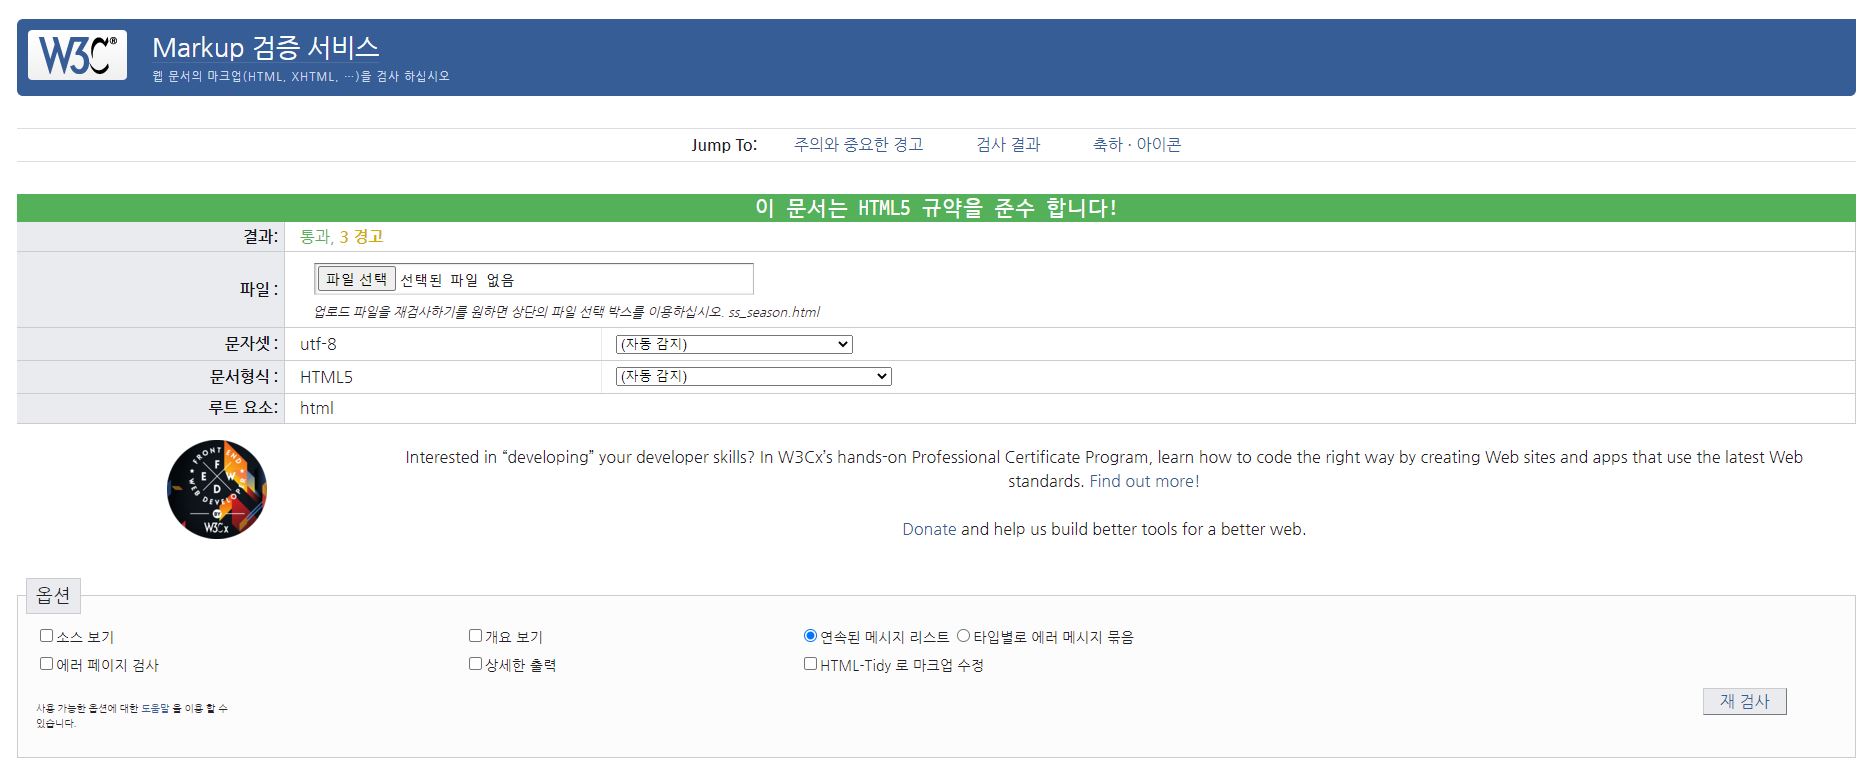 W3C®
Markup 검증 서비스
웹 문서의 마크업(HTML, XHTML, …)을 검사 하십시오
Jump To: 주의와 중요한 경고 검사 결과 축하 · 아이콘
이 문서는 HTML5 규약을 준수 합니다!
결과: 통과, 3 경고
파일 : 파일 선택 선택된 파일 없음
업로드 파일을 재검사하기를 원하면 상단의 파일 선택 박스를 이용하십시오. ss_season.html
문자셋 : utf-8 (자동 감지)
문서형식 : HTML5 (자동 감지)
루트 요소: html
FRONT END
WEB DEVELOPER
F E W D
BY
W3Cx
Interested in “developing” your developer skills? In W3Cx’s hands-on Professional Certificate Program, learn how to code the right way by creating Web sites and apps that use the latest Web
standards. Find out more!
Donate and help us build better tools for a better web.
옵션
소스 보기 개요 보기 연속된 메시지 리스트 타입별로 에러 메시지 묶음
에러 페이지 검사 상세한 출력 HTML-Tidy 로 마크업 수정
사용 가능한 옵션에 대한 도움말 을 이용 할 수
있습니다.
재 검사